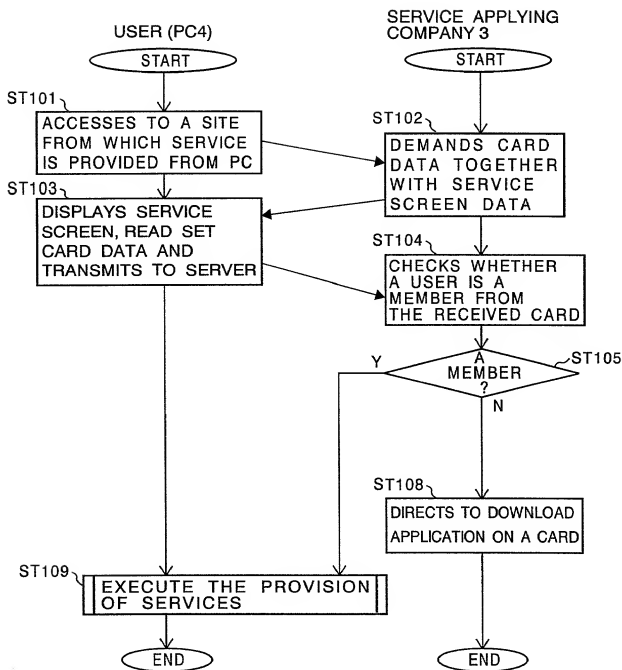 USER (PC4)
SERVICE APPLYING
COMPANY 3
START
START
ST101
ACCESSES TO A SITE
FROM WHICH SERVICE
IS PROVIDED FROM PC
ST102
DEMANDS CARD
DATA TOGETHER
WITH SERVICE
SCREEN DATA
ST103
DISPLAYS SERVICE
SCREEN, READ SET
CARD DATA AND
TRANSMITS TO SERVER
ST104
CHECKS WHETHER
A USER IS A
MEMBER FROM
THE RECEIVED CARD
ST105
A
MEMBER
?
Y
N
ST108
DIRECTS TO DOWNLOAD
APPLICATION ON A CARD
ST109
EXECUTE THE PROVISION
OF SERVICES
END
END